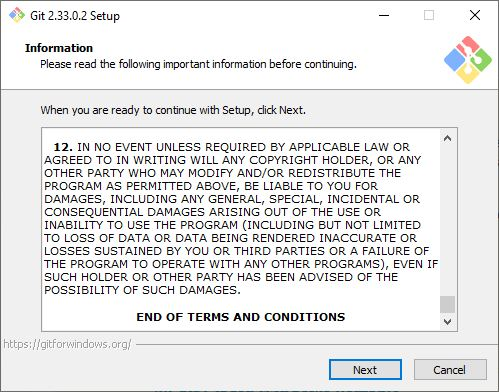 Git 2.33.0.2 Setup
Information
Please read the following important information before continuing.
When you are ready to continue with Setup, click Next.
12. IN NO EVENT UNLESS REQUIRED BY APPLICABLE LAW OR
AGREED TO IN WRITING WILL ANY COPYRIGHT HOLDER, OR ANY
OTHER PARTY WHO MAY MODIFY AND/OR REDISTRIBUTE THE
PROGRAM AS PERMITTED ABOVE, BE LIABLE TO YOU FOR
DAMAGES, INCLUDING ANY GENERAL, SPECIAL, INCIDENTAL OR
CONSEQUENTIAL DAMAGES ARISING OUT OF THE USE OR
INABILITY TO USE THE PROGRAM (INCLUDING BUT NOT LIMITED
TO LOSS OF DATA OR DATA BEING RENDERED INACCURATE OR
LOSSES SUSTAINED BY YOU OR THIRD PARTIES OR A FAILURE OF
THE PROGRAM TO OPERATE WITH ANY OTHER PROGRAMS), EVEN IF
SUCH HOLDER OR OTHER PARTY HAS BEEN ADVISED OF THE
POSSIBILITY OF SUCH DAMAGES.
END OF TERMS AND CONDITIONS
https://gitforwindows.org/
Next
Cancel